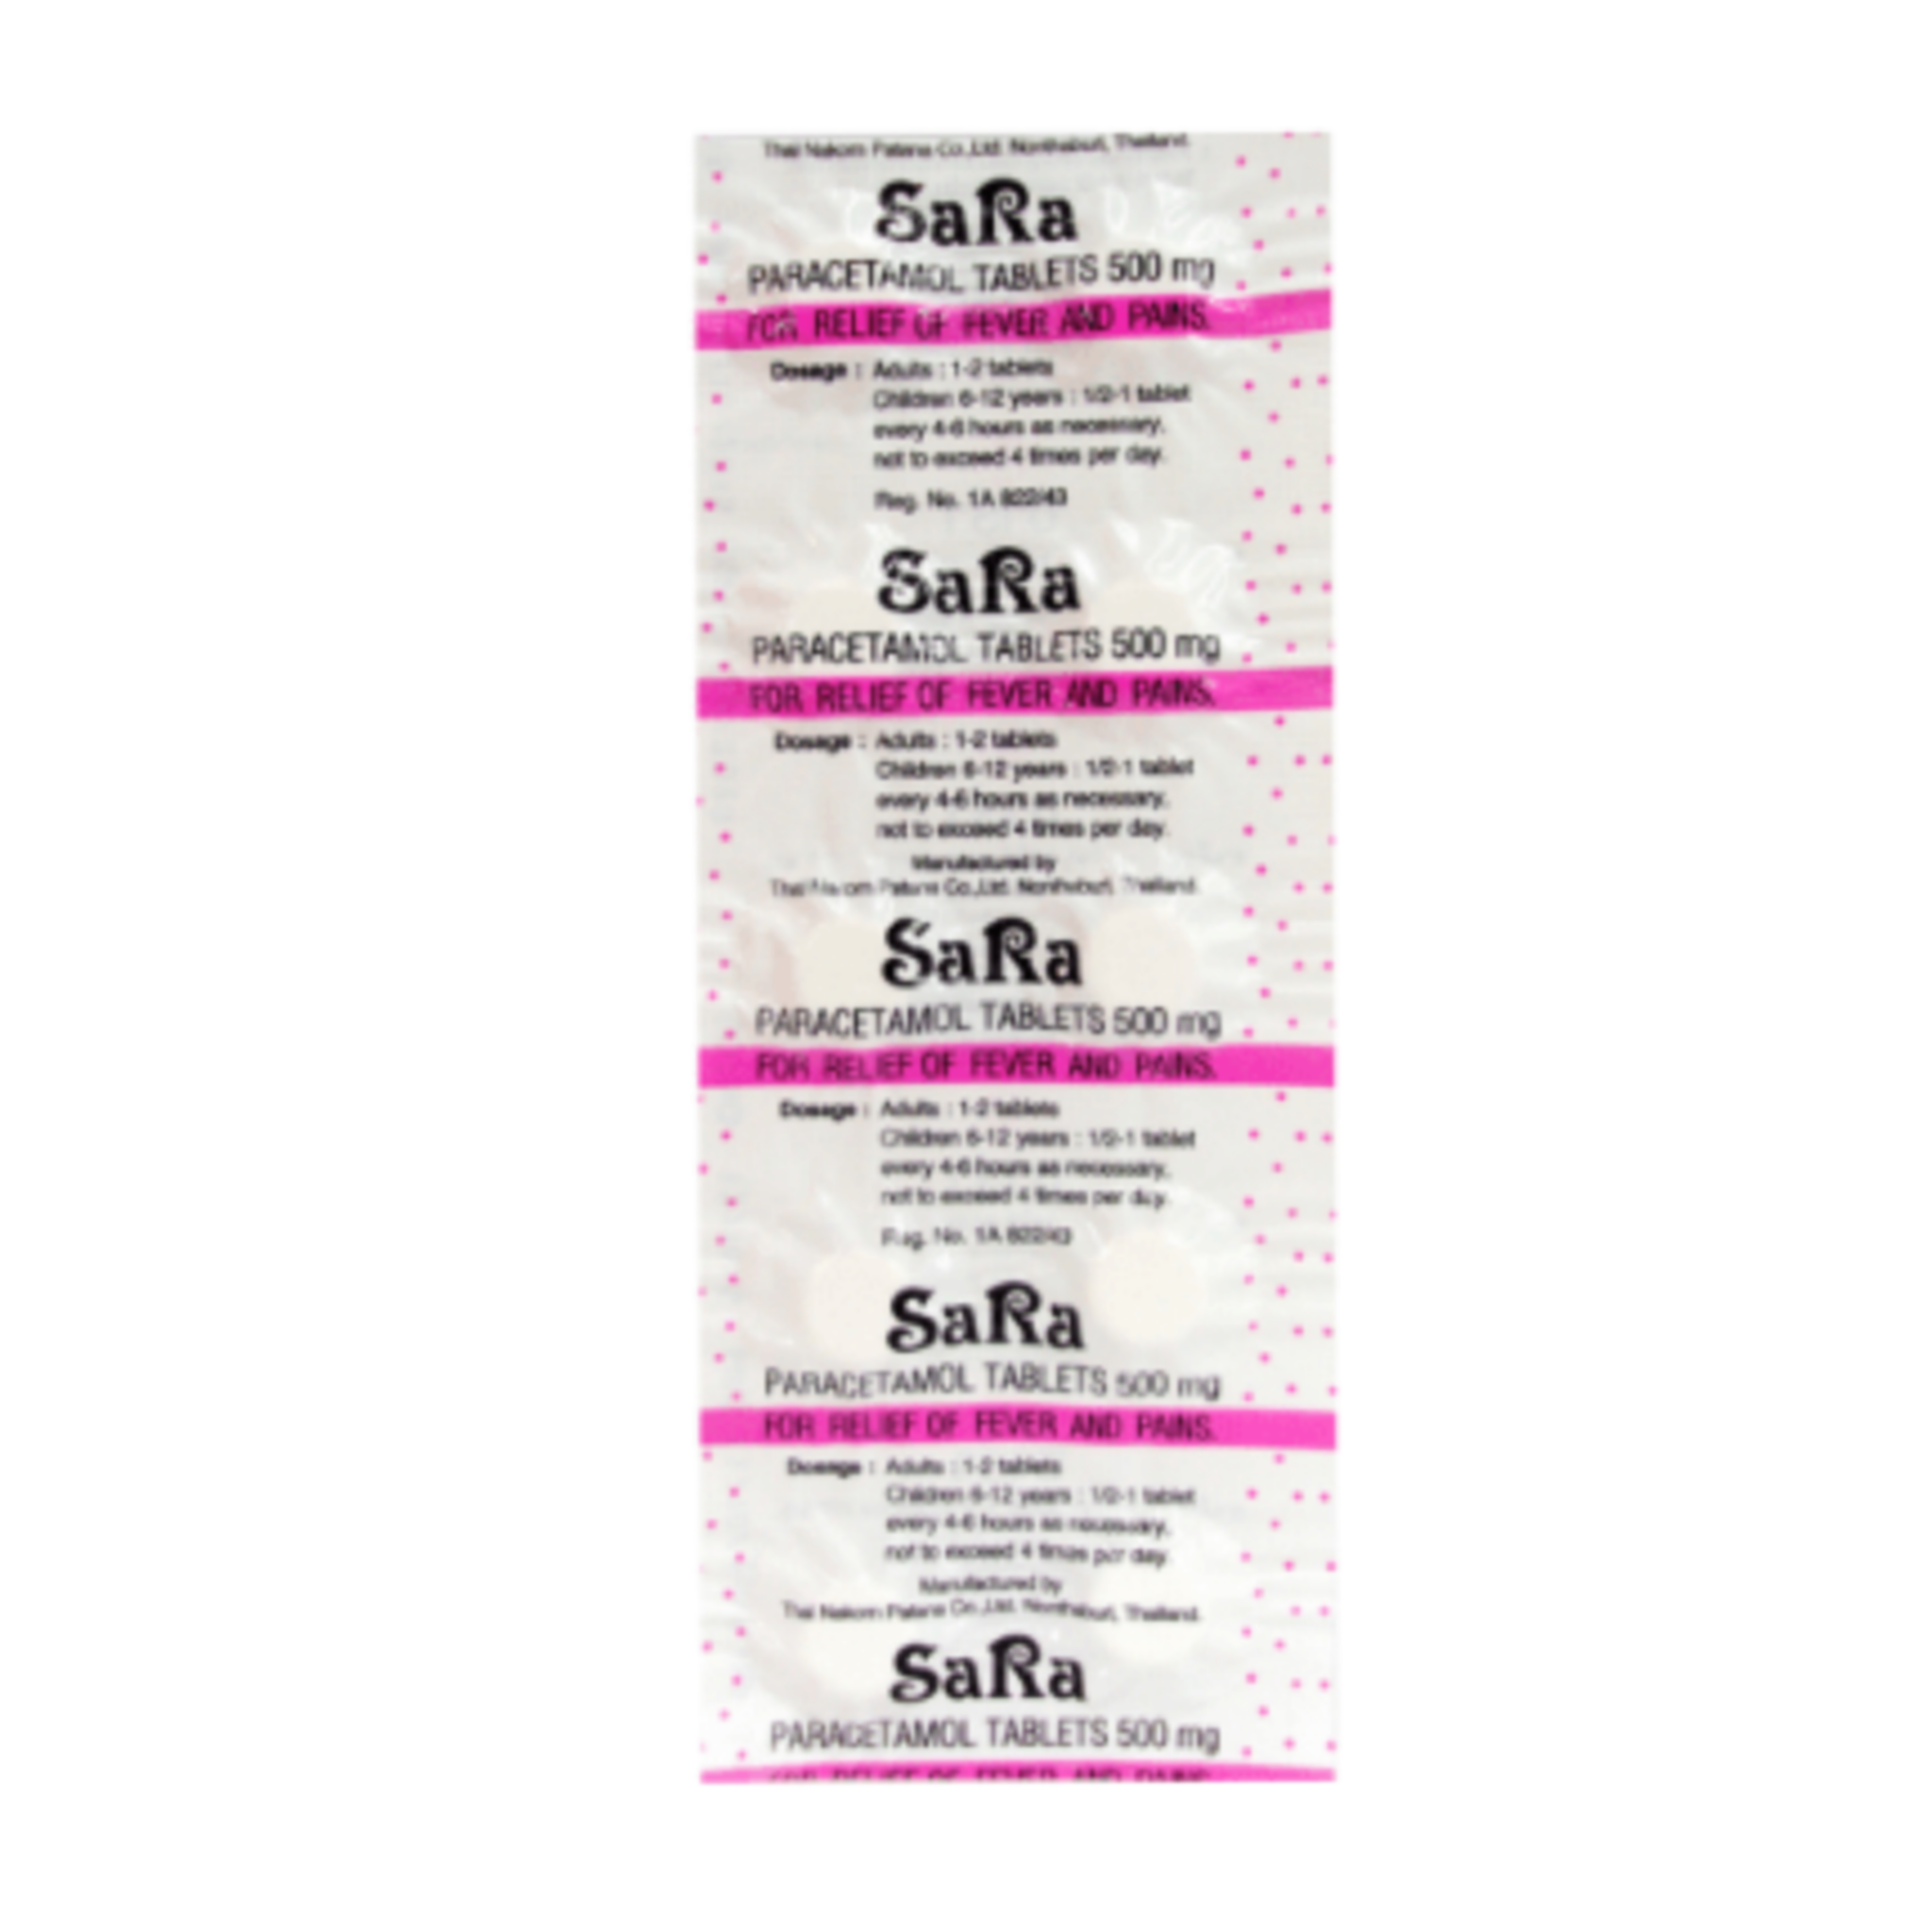 Thai Nakorn Patana Co.,Ltd. Nonthaburi, Thailand.
SaRa
PARACETAMOL TABLETS 500 mg
FOR RELIEF OF FEVER AND PAINS.
Dosage : Adults : 1-2 tablets
Children 6-12 years : 1/2-1 tablet
every 4-6 hours as necessary,
not to exceed 4 times per day.
Reg. No. 1A 822/43
SaRa
PARACETAMOL TABLETS 500 mg
FOR RELIEF OF FEVER AND PAINS.
Dosage : Adults : 1-2 tablets
Children 6-12 years : 1/2-1 tablet
every 4-6 hours as necessary,
not to exceed 4 times per day.
Manufactured by
Thai Nakorn Patana Co.,Ltd. Nonthaburi, Thailand.
SaRa
PARACETAMOL TABLETS 500 mg
FOR RELIEF OF FEVER AND PAINS.
Dosage : Adults : 1-2 tablets
Children 6-12 years : 1/2-1 tablet
every 4-6 hours as necessary,
not to exceed 4 times per day.
Reg. No. 1A 822/43
SaRa
PARACETAMOL TABLETS 500 mg
FOR RELIEF OF FEVER AND PAINS.
Dosage : Adults : 1-2 tablets
Children 6-12 years : 1/2-1 tablet
every 4-6 hours as necessary,
not to exceed 4 times per day.
Manufactured by
Thai Nakorn Patana Co.,Ltd. Nonthaburi, Thailand.
SaRa
PARACETAMOL TABLETS 500 mg
FOR RELIEF OF FEVER AND PAINS.